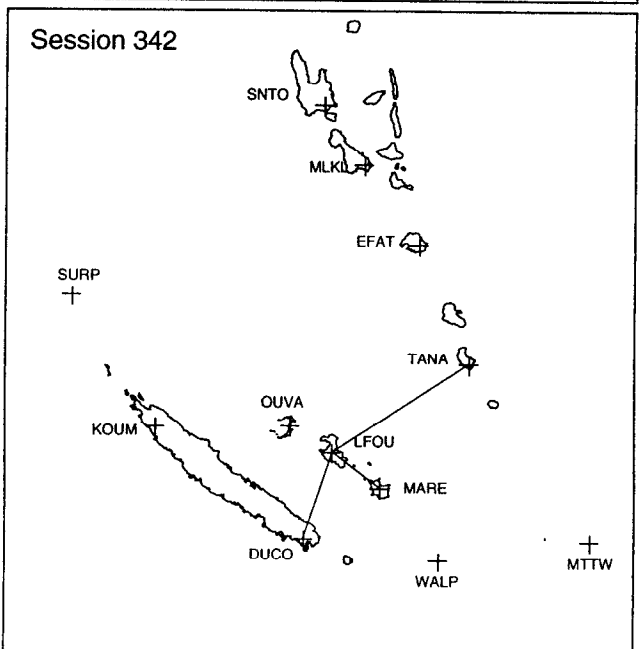 Session 342
SNTO
MLKL
EFAT
SURP
TANA
OUVA
KOUM
LFOU
MARE
DUCO
MTTW
WALP